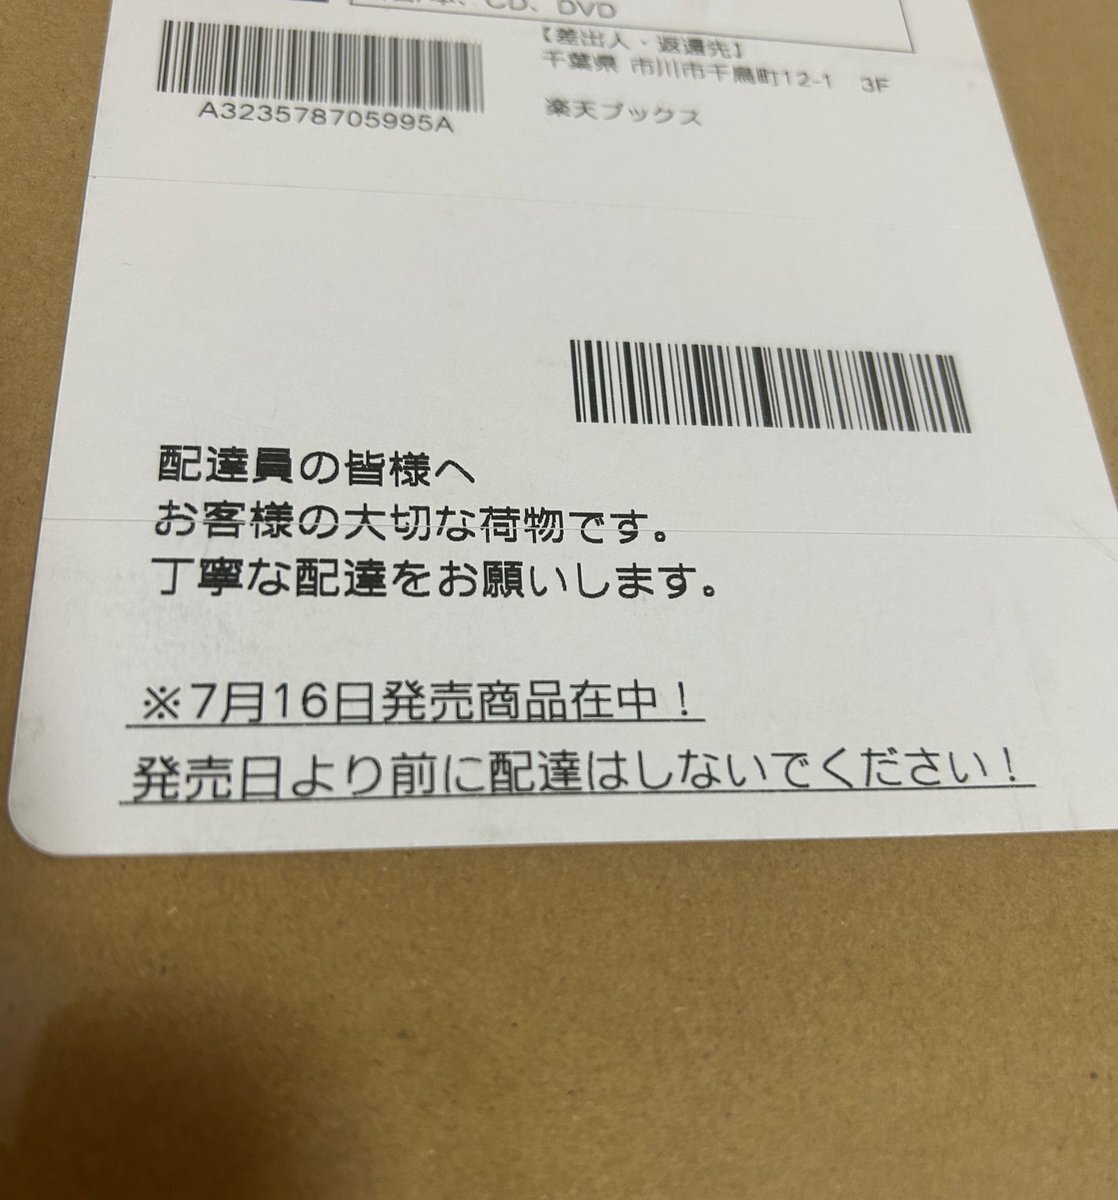 本、CD、DVD
【差出人・返還先】
千葉県 市川市千鳥町12-1 3F
楽天ブックス
A323578705995A
配達員の皆様へ
お客様の大切な荷物です。
丁寧な配達をお願いします。
※7月16日発売商品在中！
発売日より前に配達はしないでください！